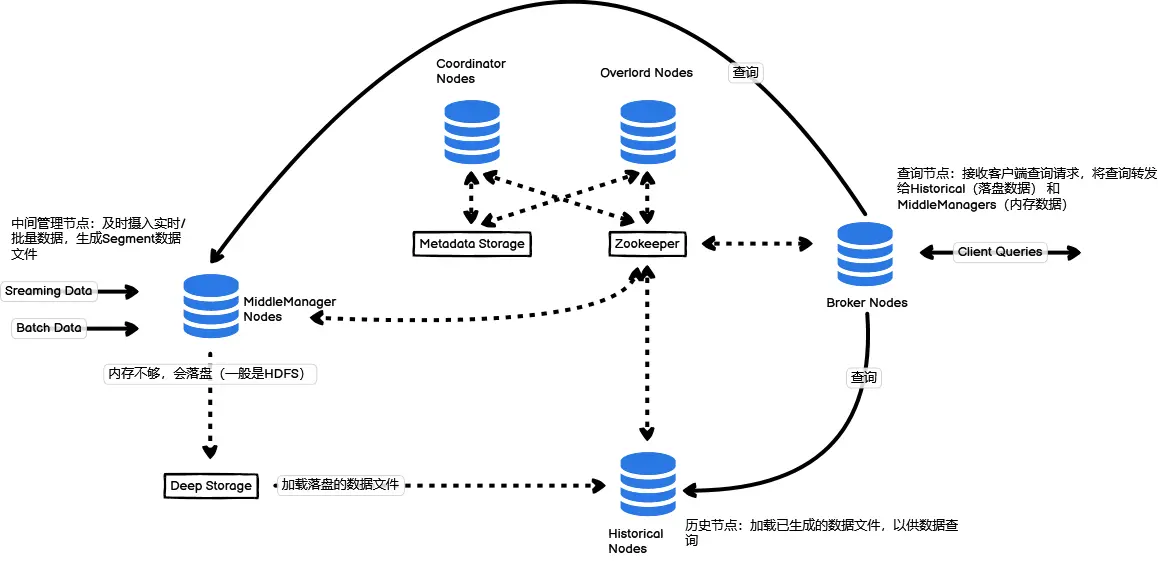 Coordinator
Nodes
Overlord Nodes
查询
查询节点：接收客户端查询请求，将查询转发
给Historical（落盘数据） 和
MiddleManagers（内存数据）
中间管理节点：及时摄入实时/
批量数据，生成Segment数据
文件
Metadata Storage
Zookeeper
Client Queries
Sreaming Data
MiddleManager
Nodes
Broker Nodes
Batch Data
内存不够，会落盘（一般是HDFS）
查询
Deep Storage
加载落盘的数据文件
历史节点：加载已生成的数据文件，以供数据查
询
Historical
Nodes